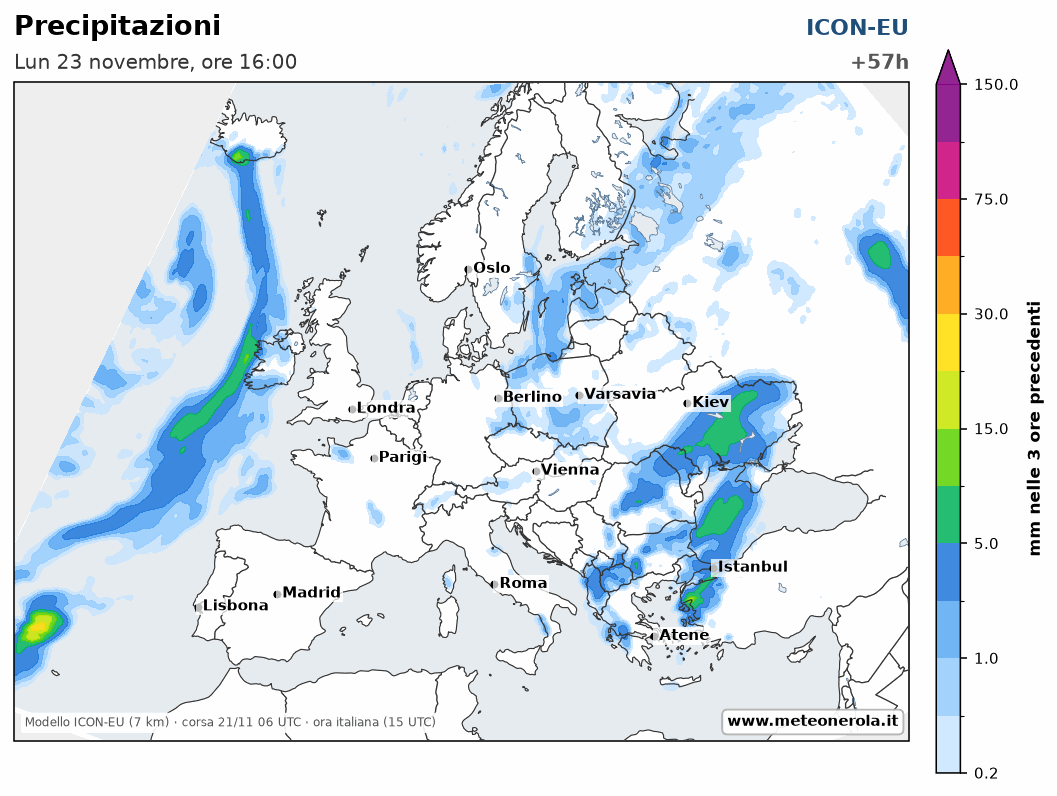 Precipitazioni
ICON-EU
Lun 23 novembre, ore 16:00
+57h
150.0
75.0
30.0
15.0
5.0
1.0
0.2
mm nelle 3 ore precedenti
Oslo
Berlino
Varsavia
Kiev
Londra
Parigi
Vienna
Istanbul
Roma
Madrid
Lisbona
Atene
Modello ICON-EU (7 km) · corsa 21/11 06 UTC · ora italiana (15 UTC)
www.meteonerola.it